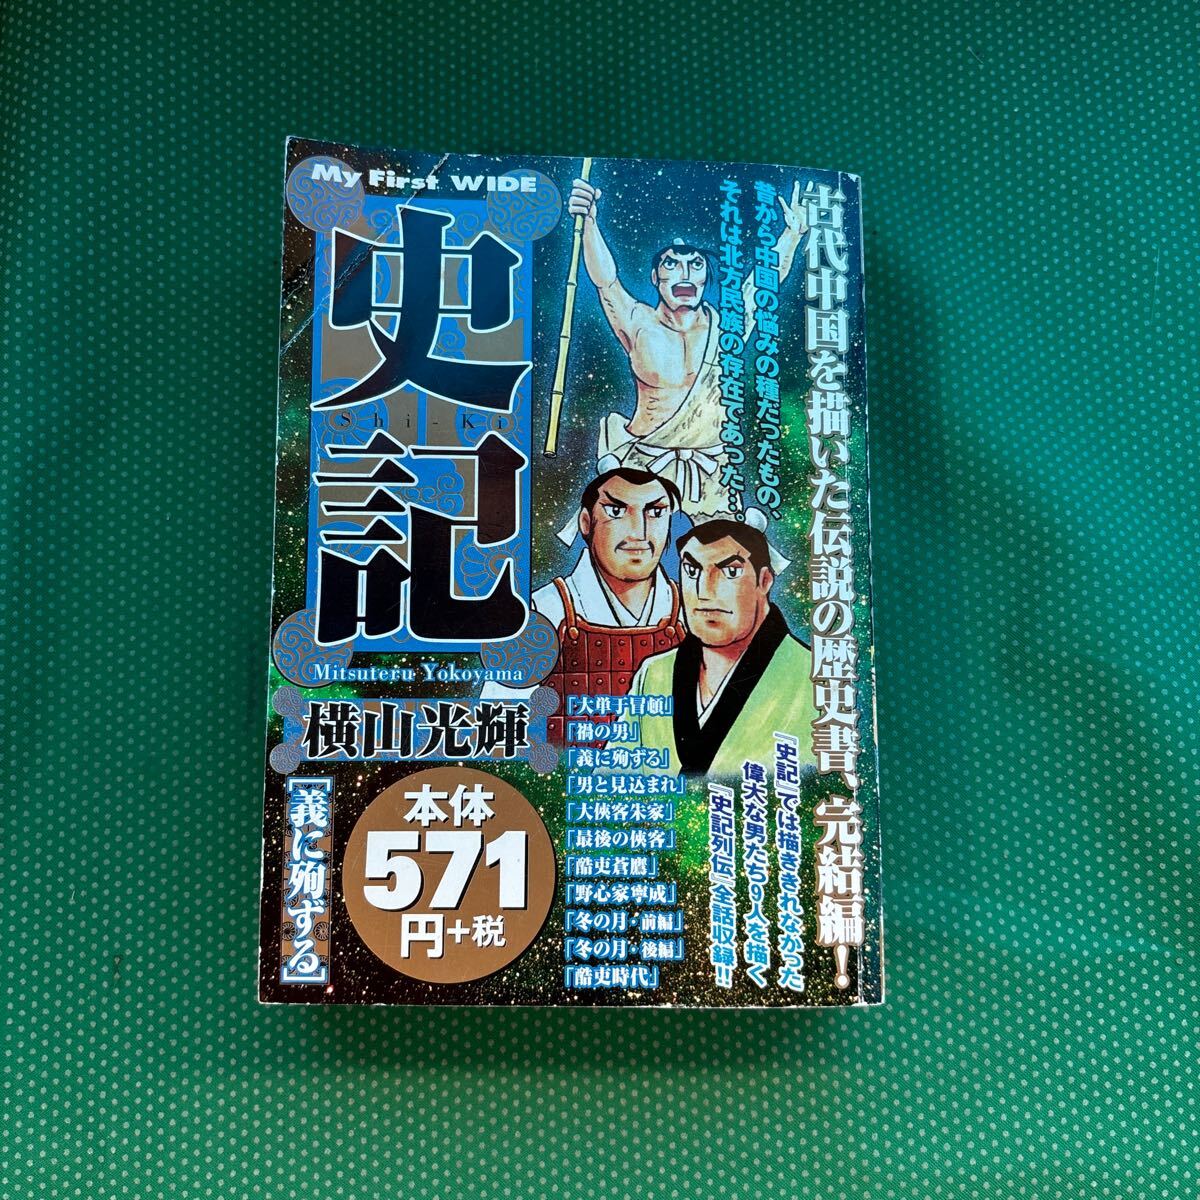 My First WIDE
史記
Shi-Ki
Mitsuteru Yokoyama
横山光輝
[義に殉ずる]
本体
571
円+税
古代中国を描いた伝説の歴史書、完結編！
昔から中国の悩みの種だったもの、
それは北方民族の存在であった…。
「大単于冒頓」
「禍の男」
「義に殉ずる」
「男と見込まれ」
「大侠客朱家」
「最後の侠客」
「酷吏蒼鷹」
「野心家寧成」
「冬の月・前編」
「冬の月・後編」
「酷吏時代」
『史記』では描ききれなかった
偉大な男たち9人を描く
『史記列伝』全話収録!!